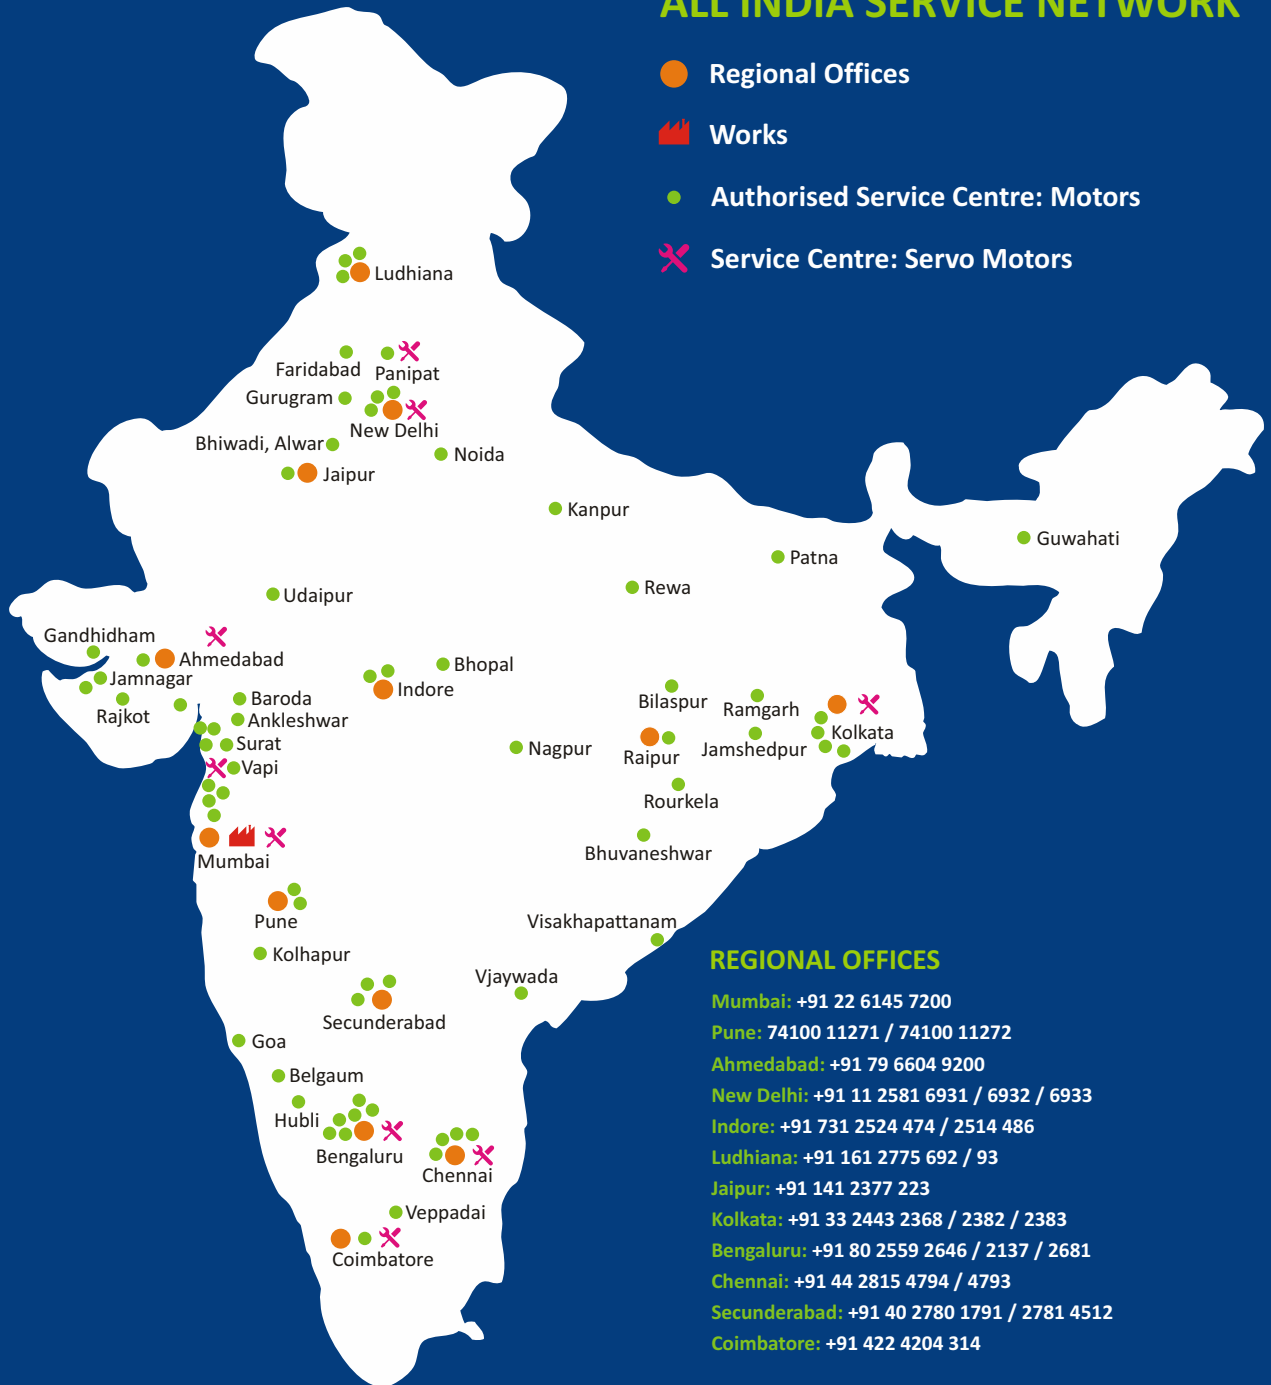 ALL INDIA SERVICE NETWORK
Regional Offices
Works
Authorised Service Centre: Motors
Service Centre: Servo Motors
Ludhiana
Faridabad
Panipat
Gurugram
New Delhi
Bhiwadi, Alwar
Noida
Jaipur
Kanpur
Guwahati
Patna
Rewa
Udaipur
Gandhidham
Ahmedabad
Bhopal
Jamnagar
Indore
Baroda
Bilaspur
Ramgarh
Rajkot
Ankleshwar
Kolkata
Surat
Nagpur
Raipur
Jamshedpur
Vapi
Rourkela
Bhuvaneshwar
Mumbai
Pune
Visakhapattanam
Kolhapur
Vjaywada
Secunderabad
Goa
Belgaum
Hubli
Bengaluru
Chennai
Veppadai
Coimbatore
REGIONAL OFFICES
Mumbai: +91 22 6145 7200
Pune: 74100 11271 / 74100 11272
Ahmedabad: +91 79 6604 9200
New Delhi: +91 11 2581 6931 / 6932 / 6933
Indore: +91 731 2524 474 / 2514 486
Ludhiana: +91 161 2775 692 / 93
Jaipur: +91 141 2377 223
Kolkata: +91 33 2443 2368 / 2382 / 2383
Bengaluru: +91 80 2559 2646 / 2137 / 2681
Chennai: +91 44 2815 4794 / 4793
Secunderabad: +91 40 2780 1791 / 2781 4512
Coimbatore: +91 422 4204 314